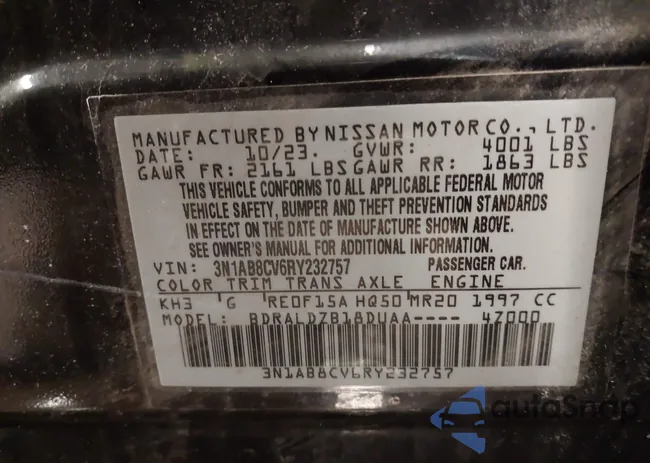 MANUFACTURED BY NISSAN MOTOR CO., LTD.
DATE: 10/23. GVWR: 4001 LBS
GAWR FR: 2161 LBS GAWR RR: 1863 LBS
THIS VEHICLE CONFORMS TO ALL APPLICABLE FEDERAL MOTOR
VEHICLE SAFETY, BUMPER AND THEFT PREVENTION STANDARDS
IN EFFECT ON THE DATE OF MANUFACTURE SHOWN ABOVE.
SEE OWNER'S MANUAL FOR ADDITIONAL INFORMATION.
VIN: 3N1AB8CV6RY232757 PASSENGER CAR.
COLOR TRIM TRANS AXLE ENGINE
KH3 G RE0F15A HQ50 MR20 1997 CC
MODEL: BDRALDZB18DUAA---- 4Z000
3N1AB8CV6RY232757
autoSnap